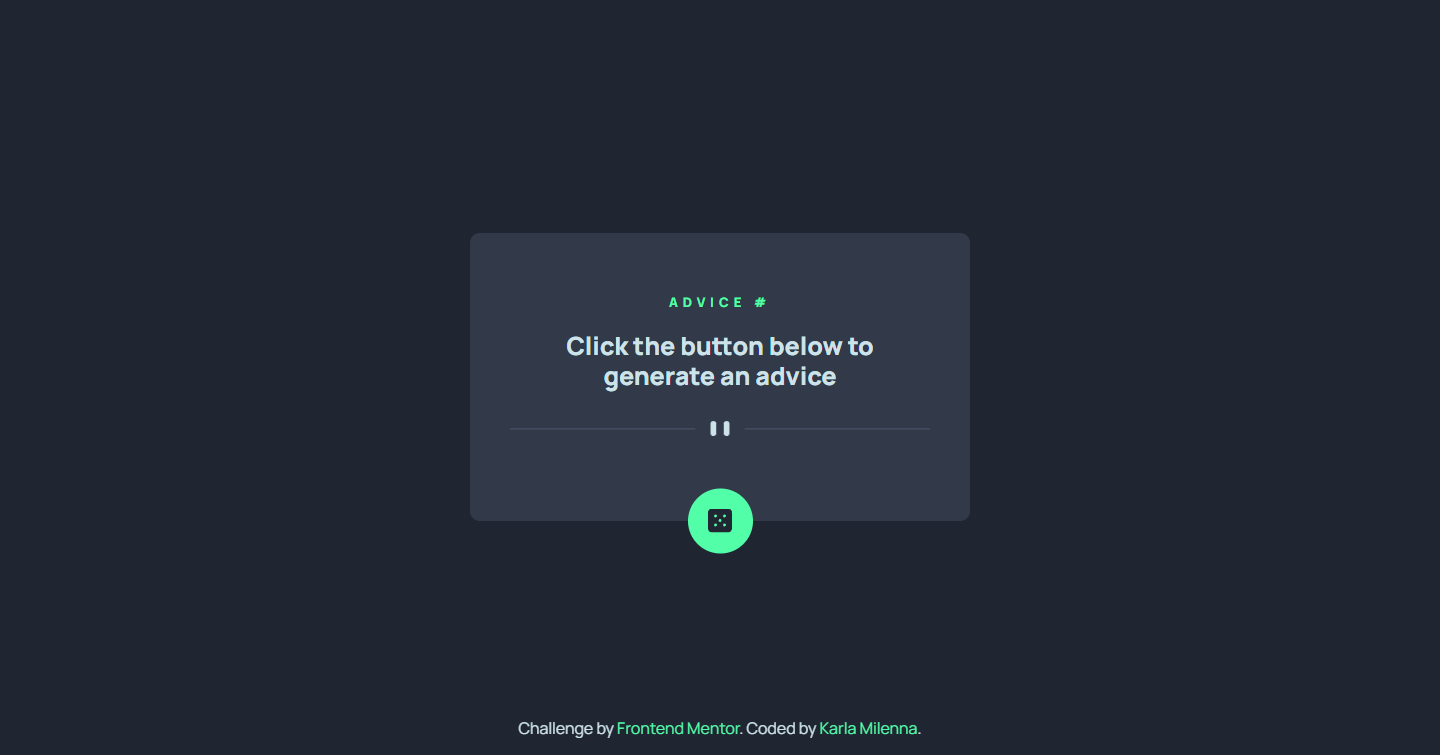 ADVICE #
Click the button below to
generate an advice
Challenge by Frontend Mentor. Coded by Karla Milenna.